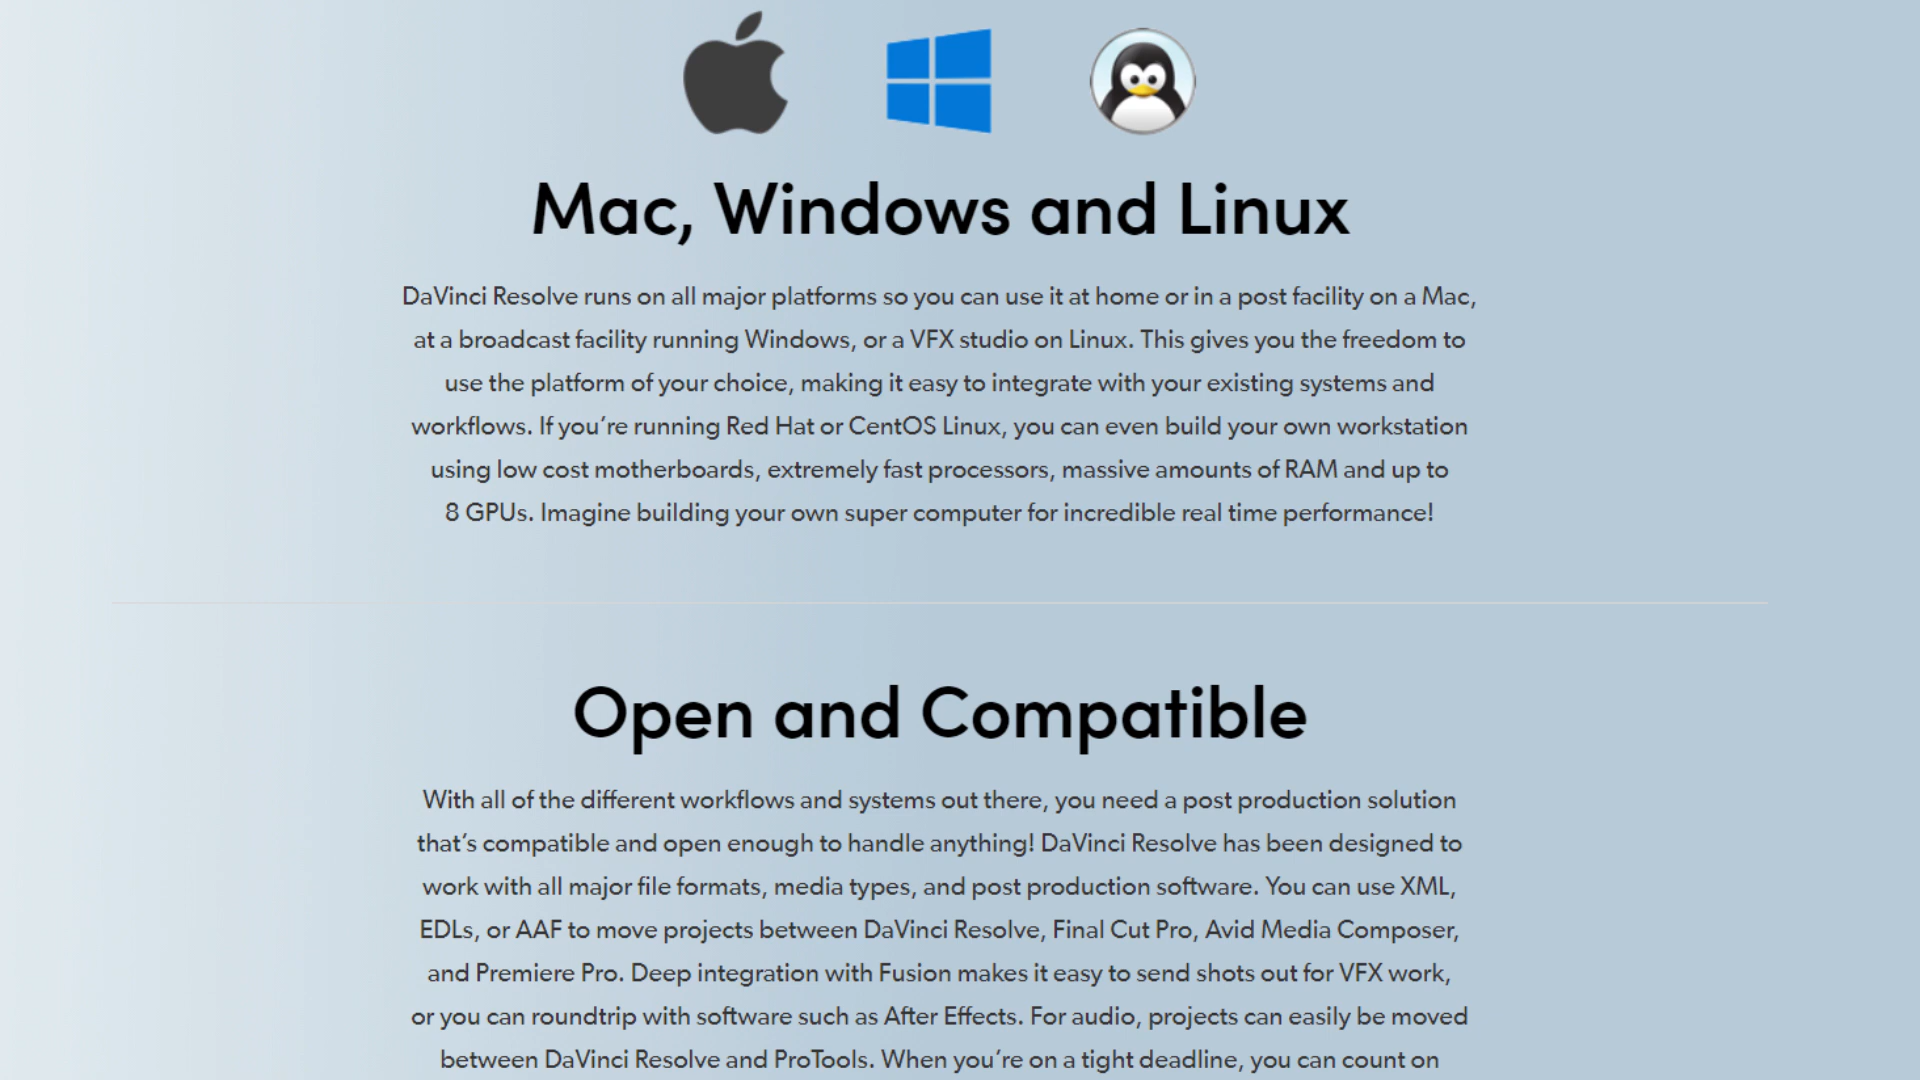 Mac, Windows and Linux
DaVinci Resolve runs on all major platforms so you can use it at home or in a post facility on a Mac,
at a broadcast facility running Windows, or a VFX studio on Linux. This gives you the freedom to
use the platform of your choice, making it easy to integrate with your existing systems and
workflows. If you’re running Red Hat or CentOS Linux, you can even build your own workstation
using low cost motherboards, extremely fast processors, massive amounts of RAM and up to
8 GPUs. Imagine building your own super computer for incredible real time performance!
Open and Compatible
With all of the different workflows and systems out there, you need a post production solution
that’s compatible and open enough to handle anything! DaVinci Resolve has been designed to
work with all major file formats, media types, and post production software. You can use XML,
EDLs, or AAF to move projects between DaVinci Resolve, Final Cut Pro, Avid Media Composer,
and Premiere Pro. Deep integration with Fusion makes it easy to send shots out for VFX work,
or you can roundtrip with software such as After Effects. For audio, projects can easily be moved
between DaVinci Resolve and ProTools. When you’re on a tight deadline, you can count on